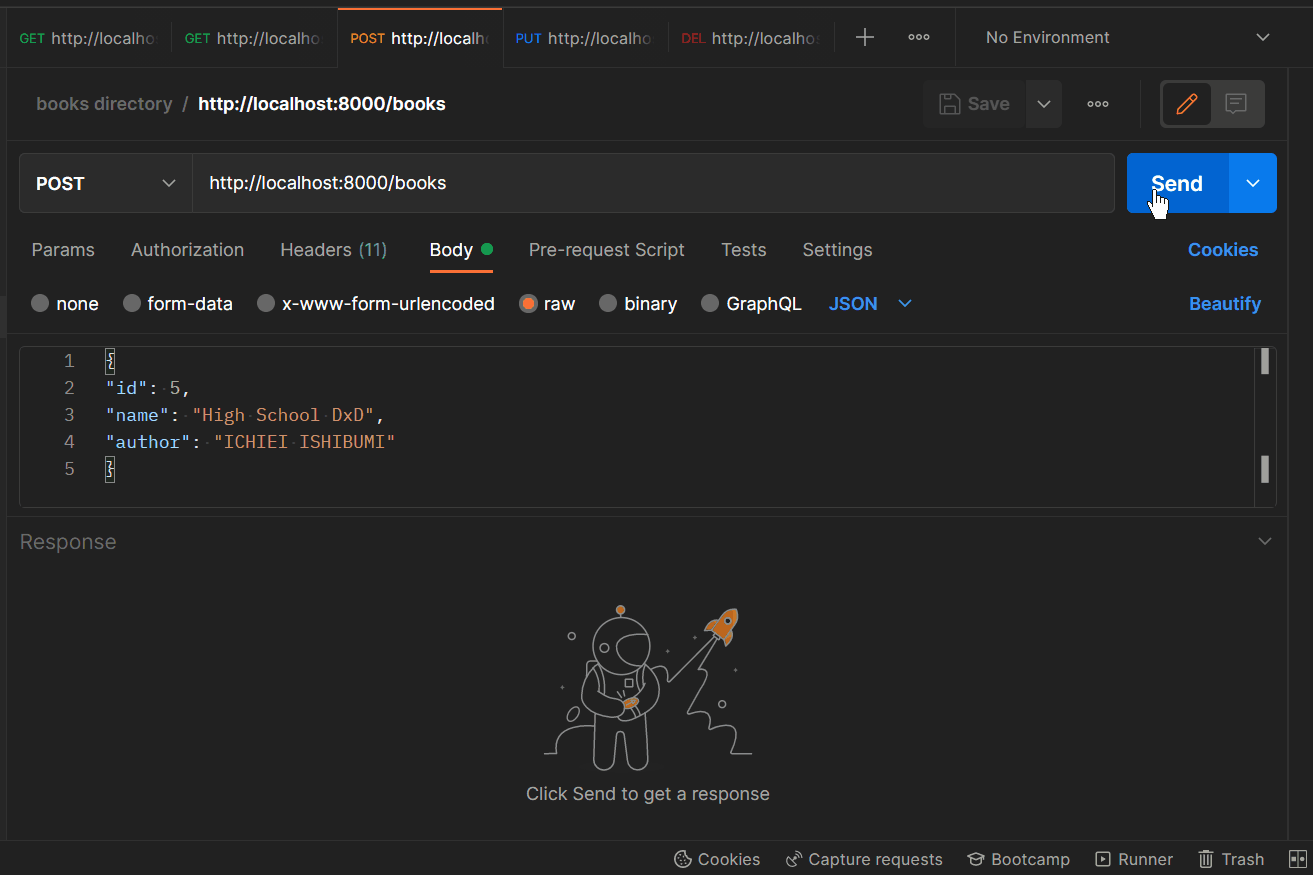 GET http://localho GET http://localho POST http://localh PUT http://localho DEL http://localhos No Environment
books directory / http://localhost:8000/books Save
POST http://localhost:8000/books Send
Params Authorization Headers (11) Body Pre-request Script Tests Settings Cookies
none form-data x-www-form-urlencoded raw binary GraphQL JSON Beautify
1 {
2 "id": 5,
3 "name": "High School DxD",
4 "author": "ICHIEI ISHIBUMI"
5 }
Response
Click Send to get a response
Cookies Capture requests Bootcamp Runner Trash